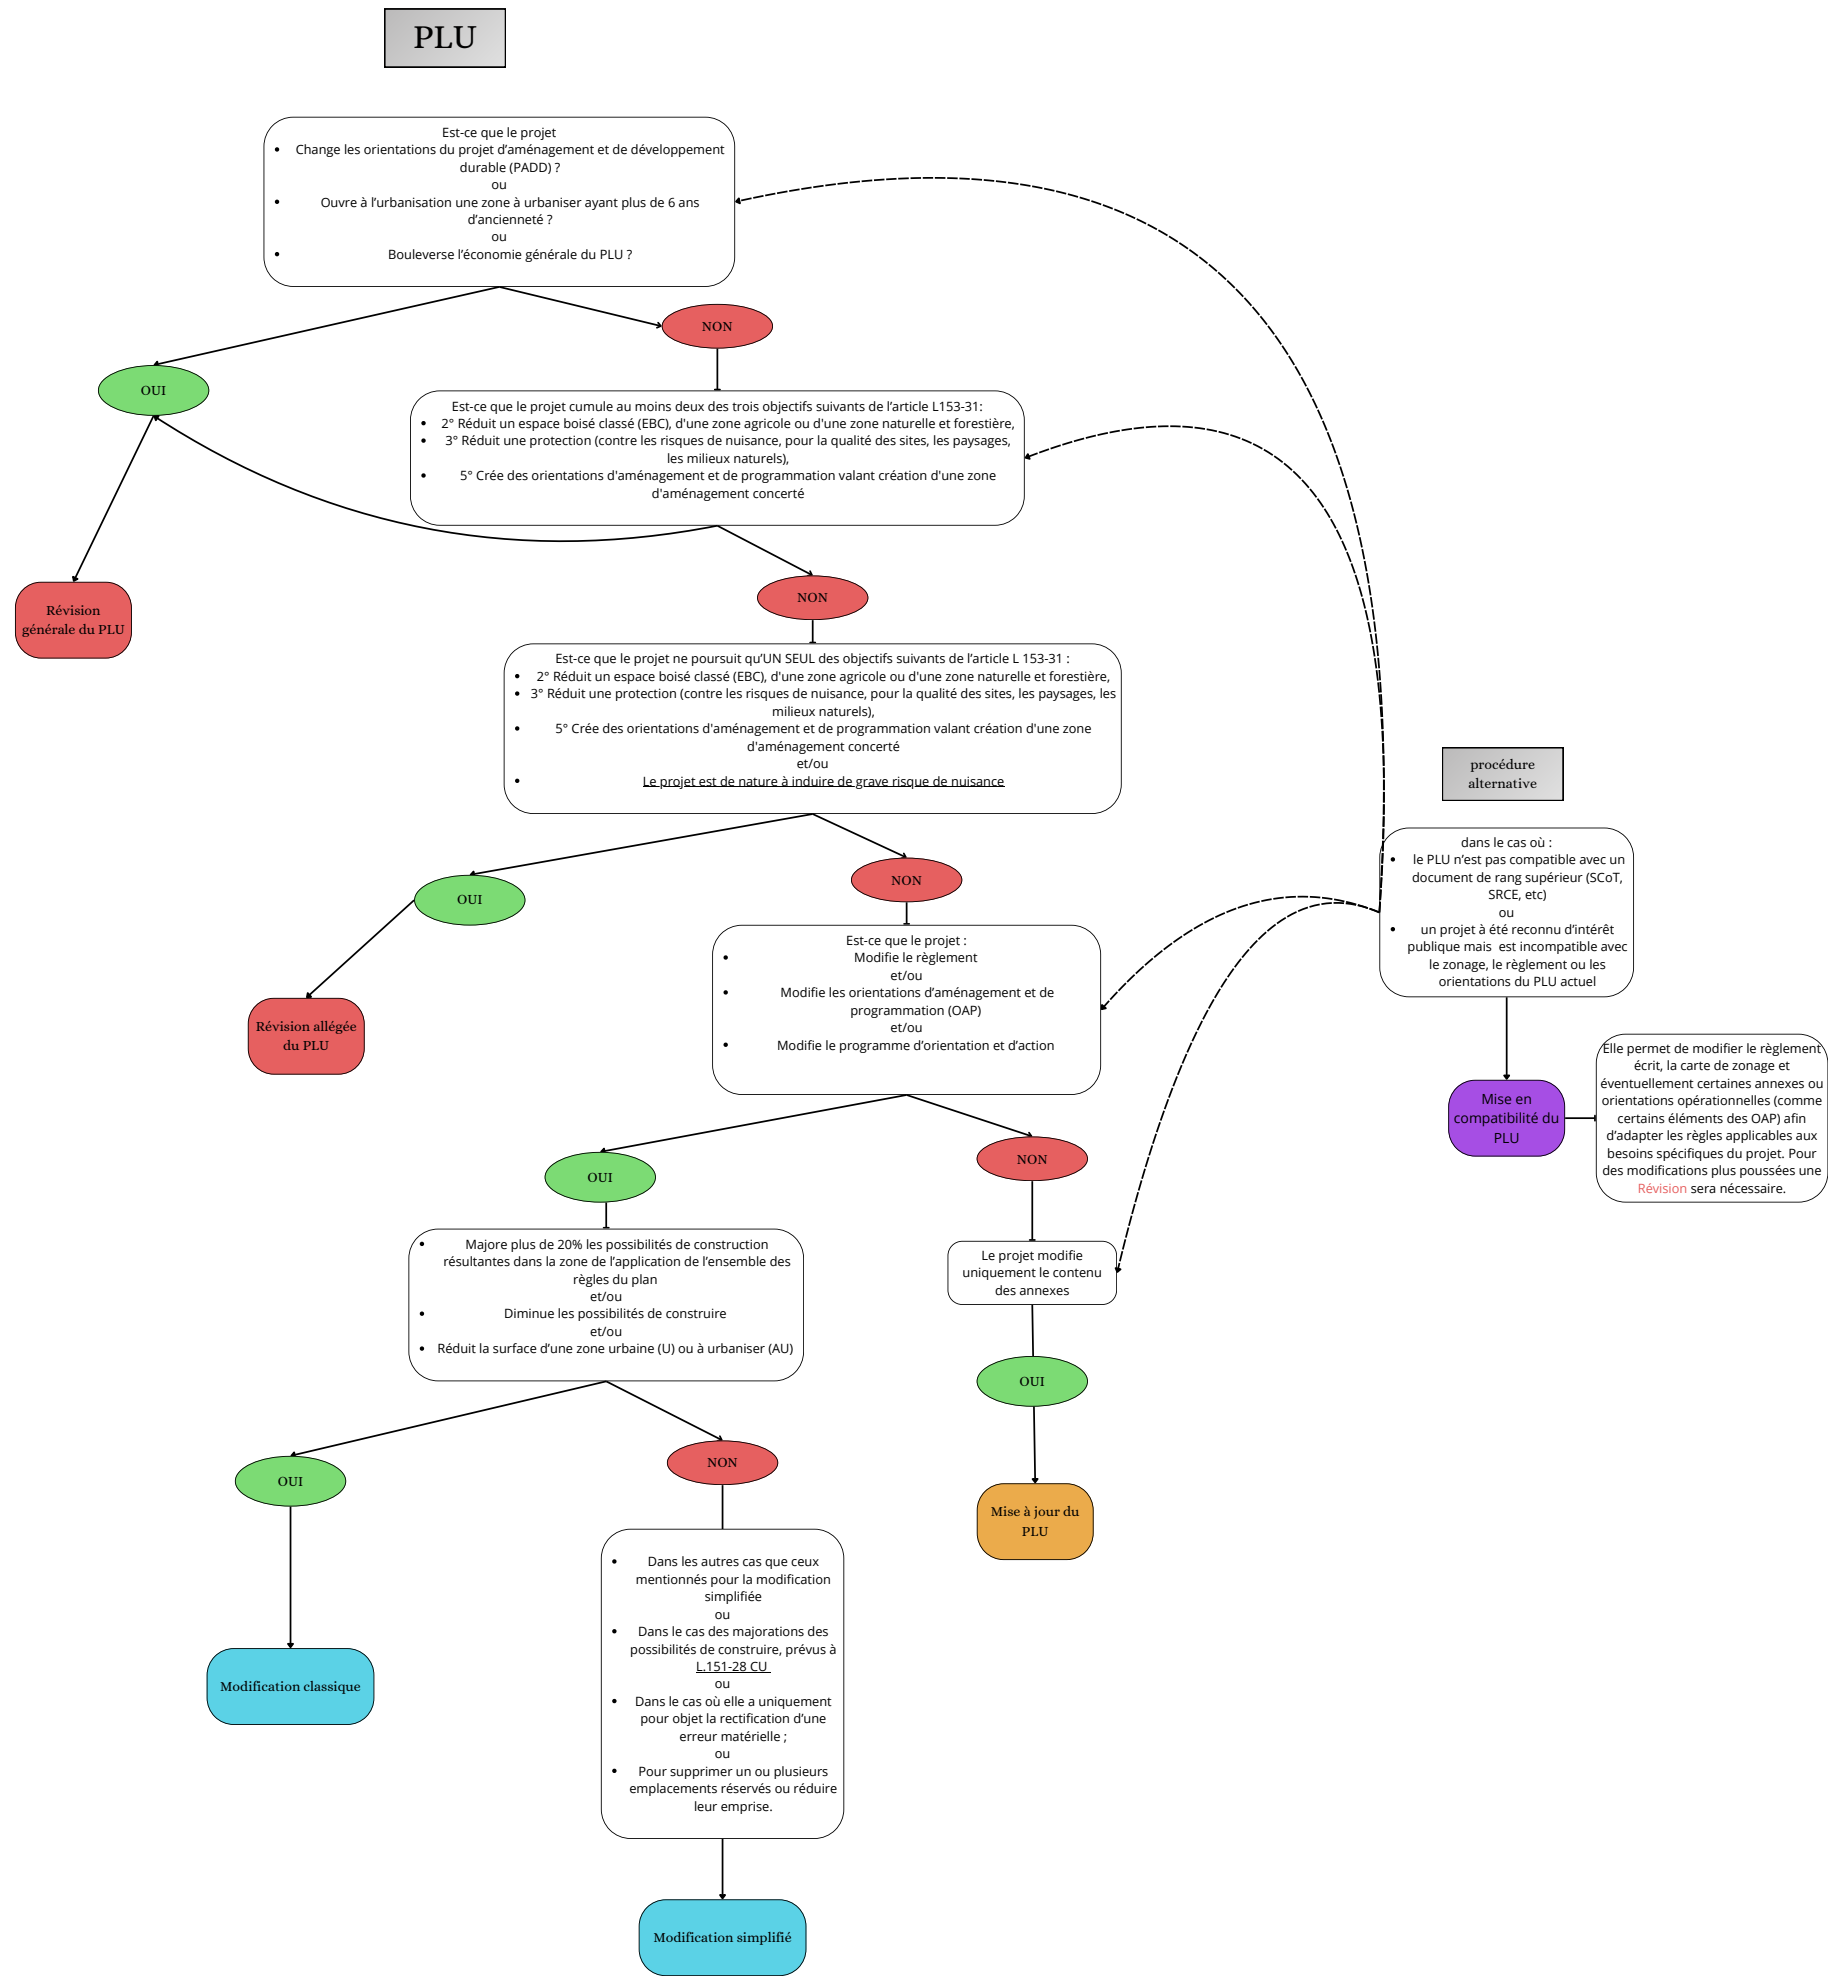 PLU
Est-ce que le projet
• Change les orientations du projet d’aménagement et de développement
durable (PADD) ?
ou
• Ouvre à l’urbanisation une zone à urbaniser ayant plus de 6 ans
d’ancienneté ?
ou
• Bouleverse l’économie générale du PLU ?
NON
OUI
Est-ce que le projet cumule au moins deux des trois objectifs suivants de l’article L153-31:
• 2° Réduit un espace boisé classé (EBC), d'une zone agricole ou d'une zone naturelle et forestière,
• 3° Réduit une protection (contre les risques de nuisance, pour la qualité des sites, les paysages,
les milieux naturels),
• 5° Crée des orientations d'aménagement et de programmation valant création d'une zone
d'aménagement concerté
Révision
générale du PLU
NON
Est-ce que le projet ne poursuit qu’UN SEUL des objectifs suivants de l’article L 153-31 :
• 2° Réduit un espace boisé classé (EBC), d'une zone agricole ou d'une zone naturelle et forestière,
• 3° Réduit une protection (contre les risques de nuisance, pour la qualité des sites, les paysages, les
milieux naturels),
• 5° Crée des orientations d'aménagement et de programmation valant création d'une zone
d'aménagement concerté
et/ou
• Le projet est de nature à induire de grave risque de nuisance
OUI
NON
Révision allégée
du PLU
Est-ce que le projet :
• Modifie le règlement
et/ou
• Modifie les orientations d’aménagement et de
programmation (OAP)
et/ou
• Modifie le programme d’orientation et d’action
OUI
NON
• Majore plus de 20% les possibilités de construction
résultantes dans la zone de l’application de l’ensemble des
règles du plan
et/ou
• Diminue les possibilités de construire
et/ou
• Réduit la surface d’une zone urbaine (U) ou à urbaniser (AU)
Le projet modifie
uniquement le contenu
des annexes
OUI
Mise à jour du
PLU
OUI
NON
Modification classique
• Dans les autres cas que ceux
mentionnés pour la modification
simplifiée
ou
• Dans le cas des majorations des
possibilités de construire, prévus à
L.151-28 CU
ou
• Dans le cas où elle a uniquement
pour objet la rectification d’une
erreur matérielle ;
ou
• Pour supprimer un ou plusieurs
emplacements réservés ou réduire
leur emprise.
Modification simplifié
procédure
alternative
dans le cas où :
• le PLU n’est pas compatible avec un
document de rang supérieur (SCoT,
SRCE, etc)
ou
• un projet à été reconnu d’intérêt
publique mais est incompatible avec
le zonage, le règlement ou les
orientations du PLU actuel
Mise en
compatibilité du
PLU
Elle permet de modifier le règlement
écrit, la carte de zonage et
éventuellement certaines annexes ou
orientations opérationnelles (comme
certains éléments des OAP) afin
d’adapter les règles applicables aux
besoins spécifiques du projet. Pour
des modifications plus poussées une
Révision sera nécessaire.